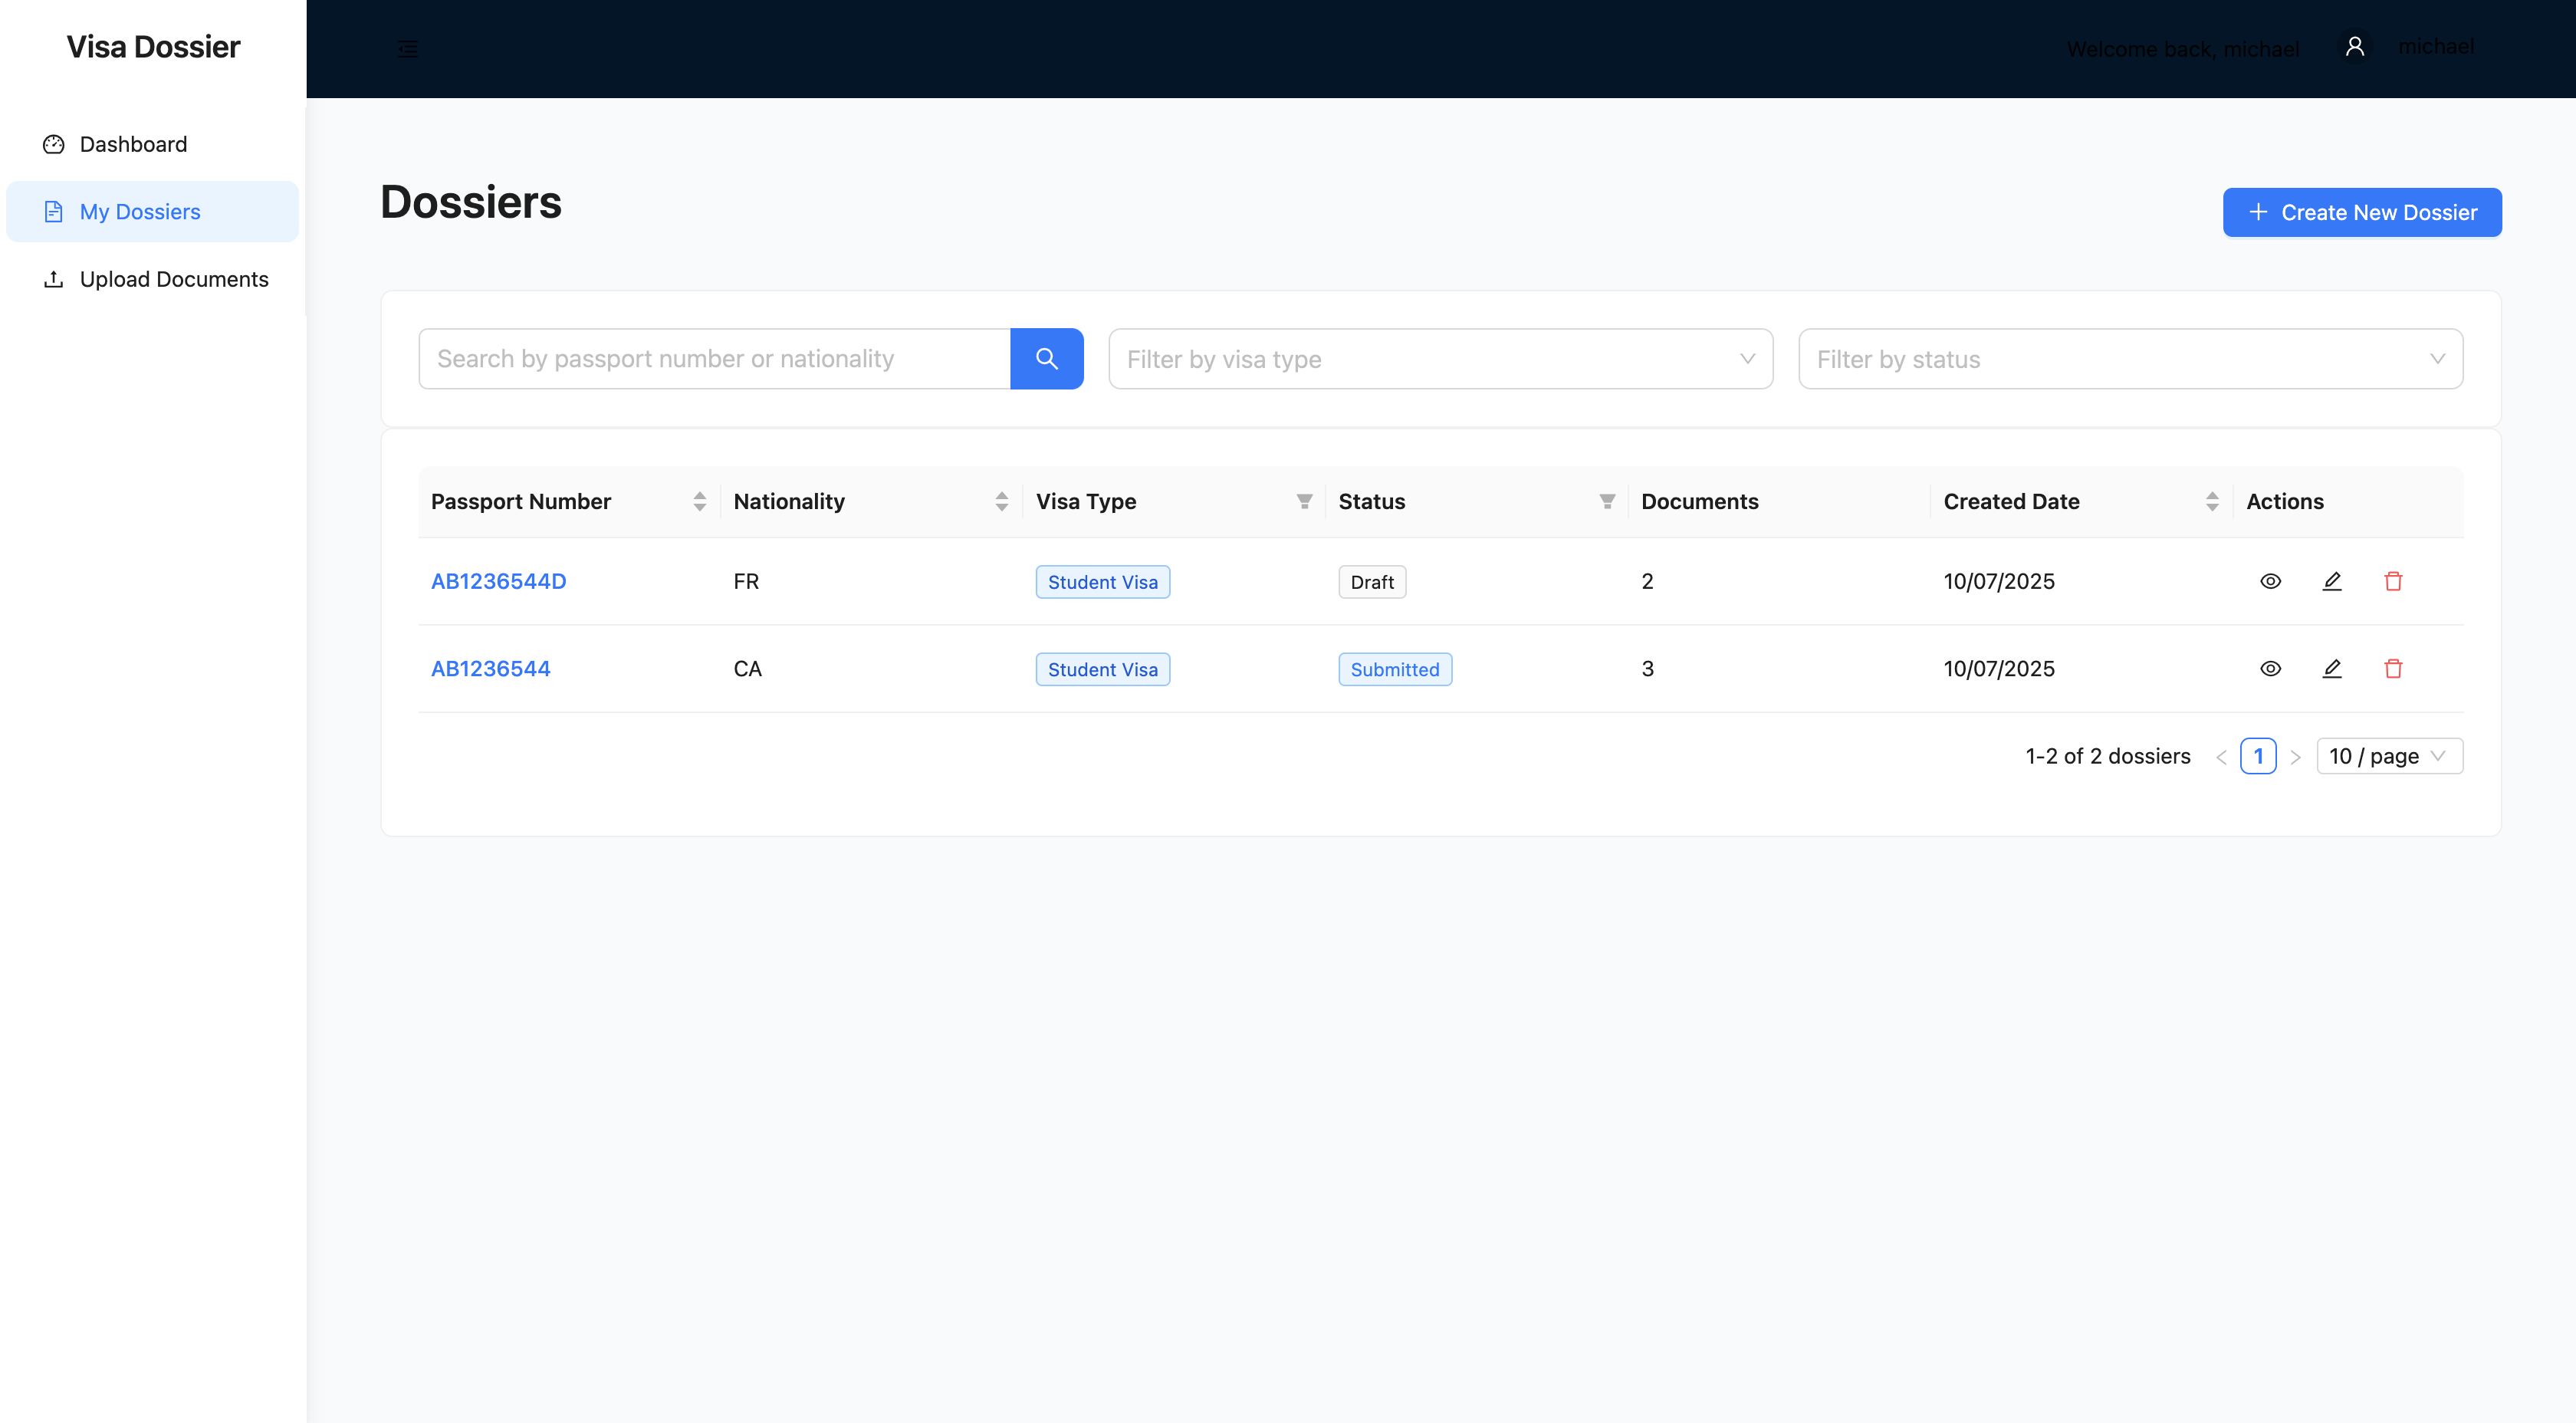 Visa Dossier
Welcome back, michael
michael
Dashboard
My Dossiers
Upload Documents
Dossiers
Create New Dossier
Search by passport number or nationality
Filter by visa type
Filter by status
Passport Number Nationality Visa Type Status Documents Created Date Actions
AB1236544D FR Student Visa Draft 2 10/07/2025
AB1236544 CA Student Visa Submitted 3 10/07/2025
1-2 of 2 dossiers 1 10 / page